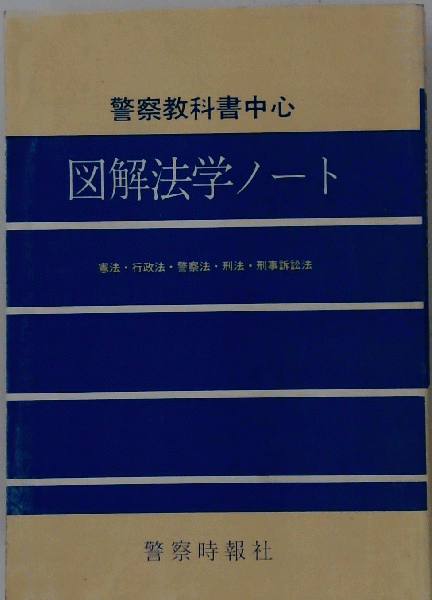 警察教科書中心
図解法学ノート
憲法・行政法・警察法・刑法・刑事訴訟法
警察時報社